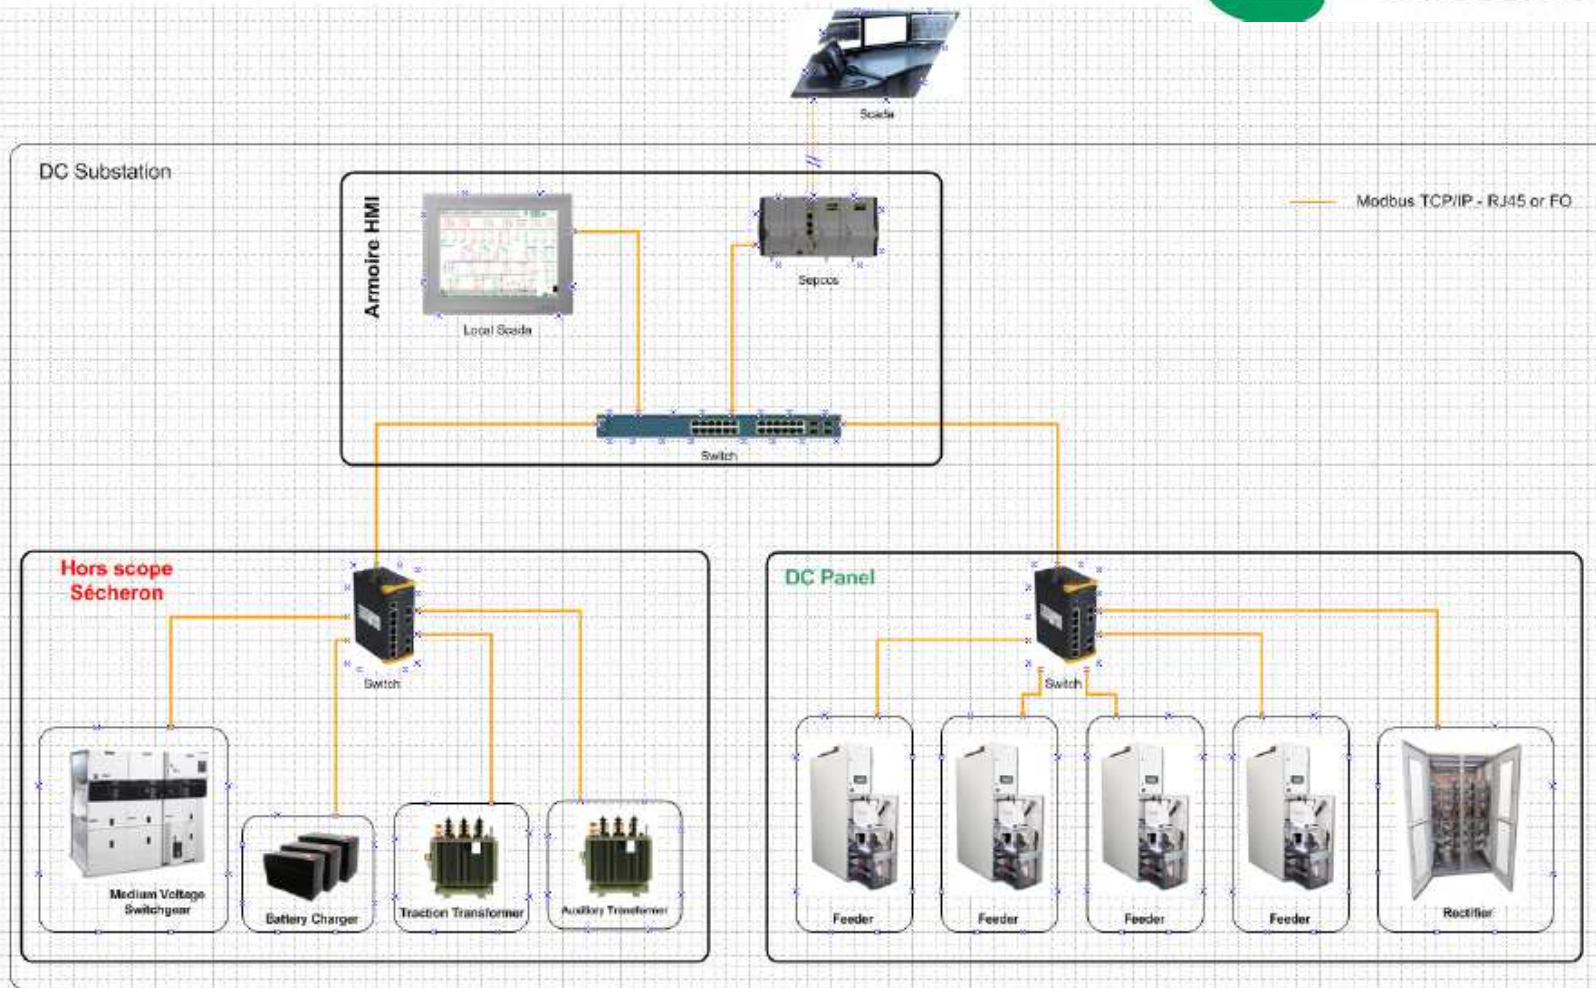 Scada
DC Substation
Armoire HMI
Modbus TCP/IP - RJ45 or FO
Sepcos
Local Scada
Switch
Hors scope
Sécheron
DC Panel
Switch
Switch
Medium Voltage
Switchgear
Battery Charger
Traction Transformer
Auxiliary Transformer
Feeder
Feeder
Feeder
Feeder
Rectifier